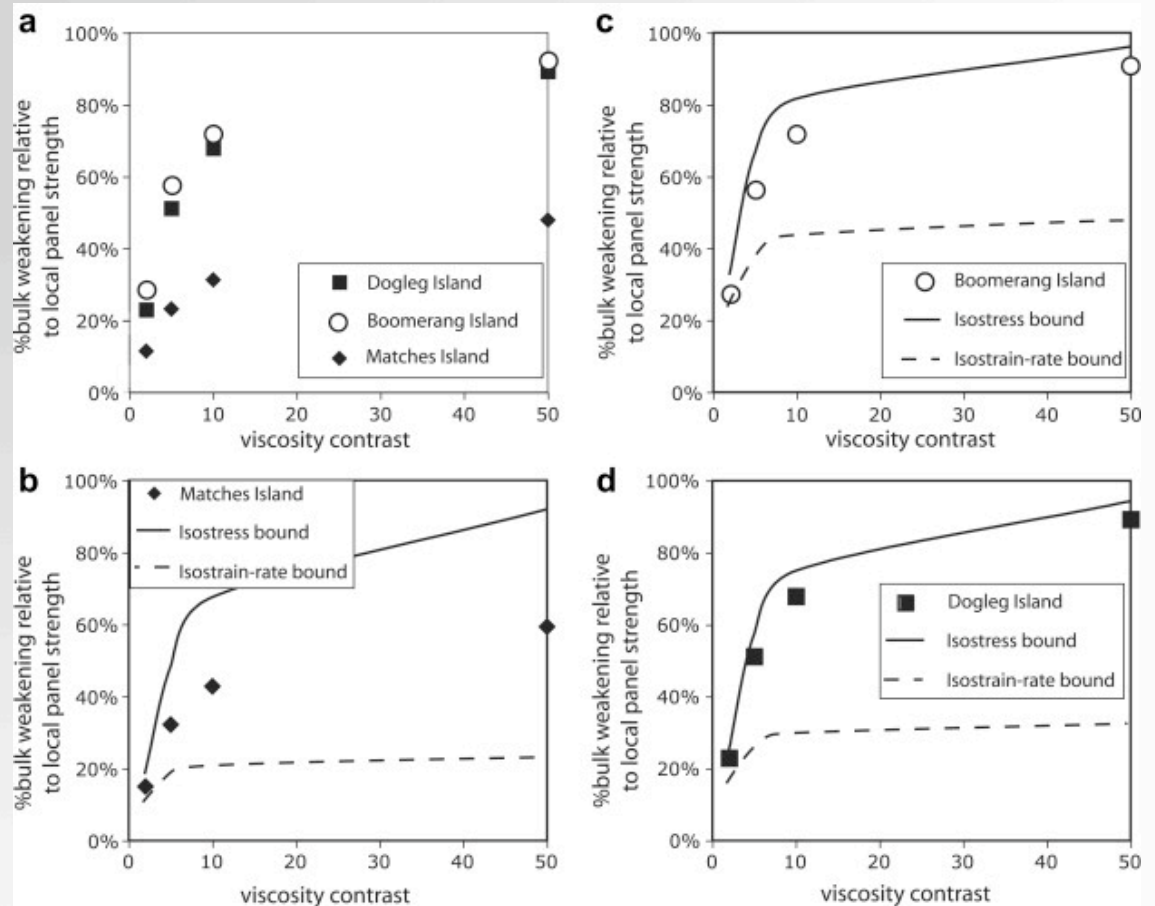 a
100%
80%
60%
40%
20%
0%
%bulk weakening relative
to local panel strength
Dogleg Island
Boomerang Island
Matches Island
0 10 20 30 40 50
viscosity contrast
c
100%
80%
60%
40%
20%
0%
%bulk weakening relative
to local panel strength
Boomerang Island
Isostress bound
Isostrain-rate bound
0 10 20 30 40 50
viscosity contrast
b
100%
80%
60%
40%
20%
0%
%bulk weakening relative
to local panel strength
Matches Island
Isostress bound
Isostrain-rate bound
0 10 20 30 40 50
viscosity contrast
d
100%
80%
60%
40%
20%
0%
%bulk weakening relative
to local panel strength
Dogleg Island
Isostress bound
Isostrain-rate bound
0 10 20 30 40 50
viscosity contrast